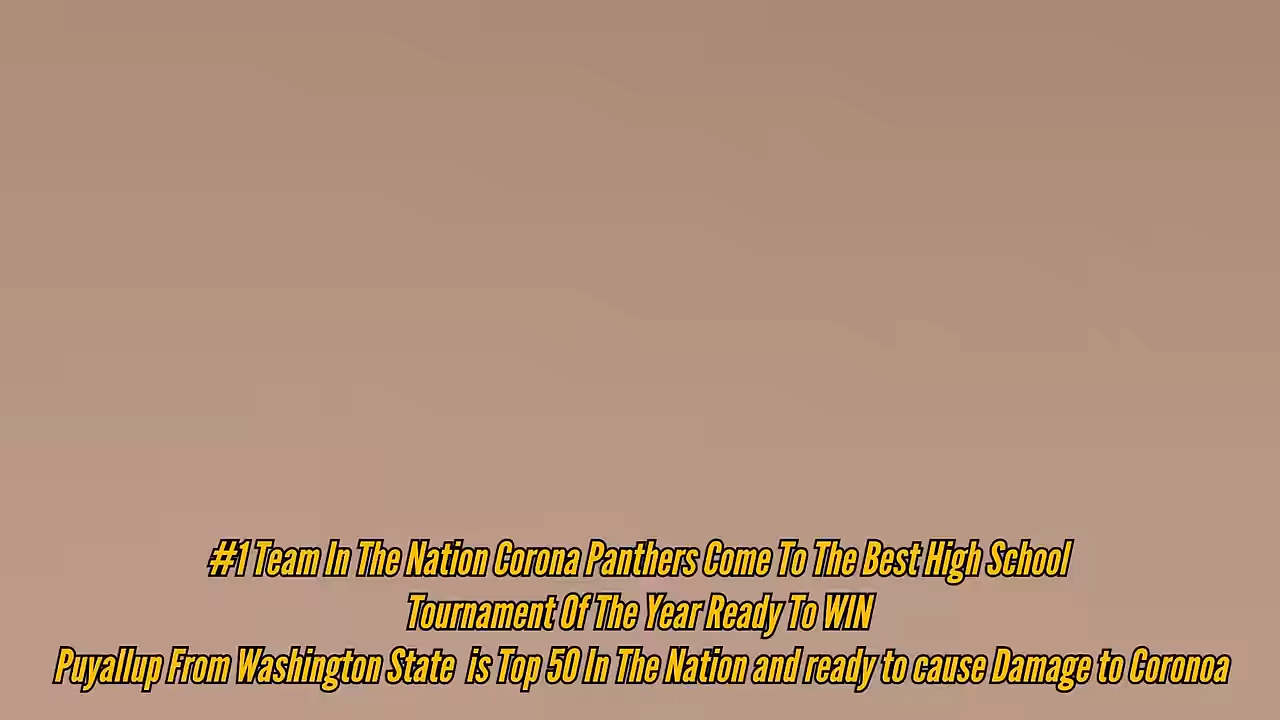 #1 Team In The Nation Corona Panthers Come To The Best High School
Tournament Of The Year Ready To WIN
Puyallup From Washington State is Top 50 In The Nation and ready to cause Damage to Coronoa